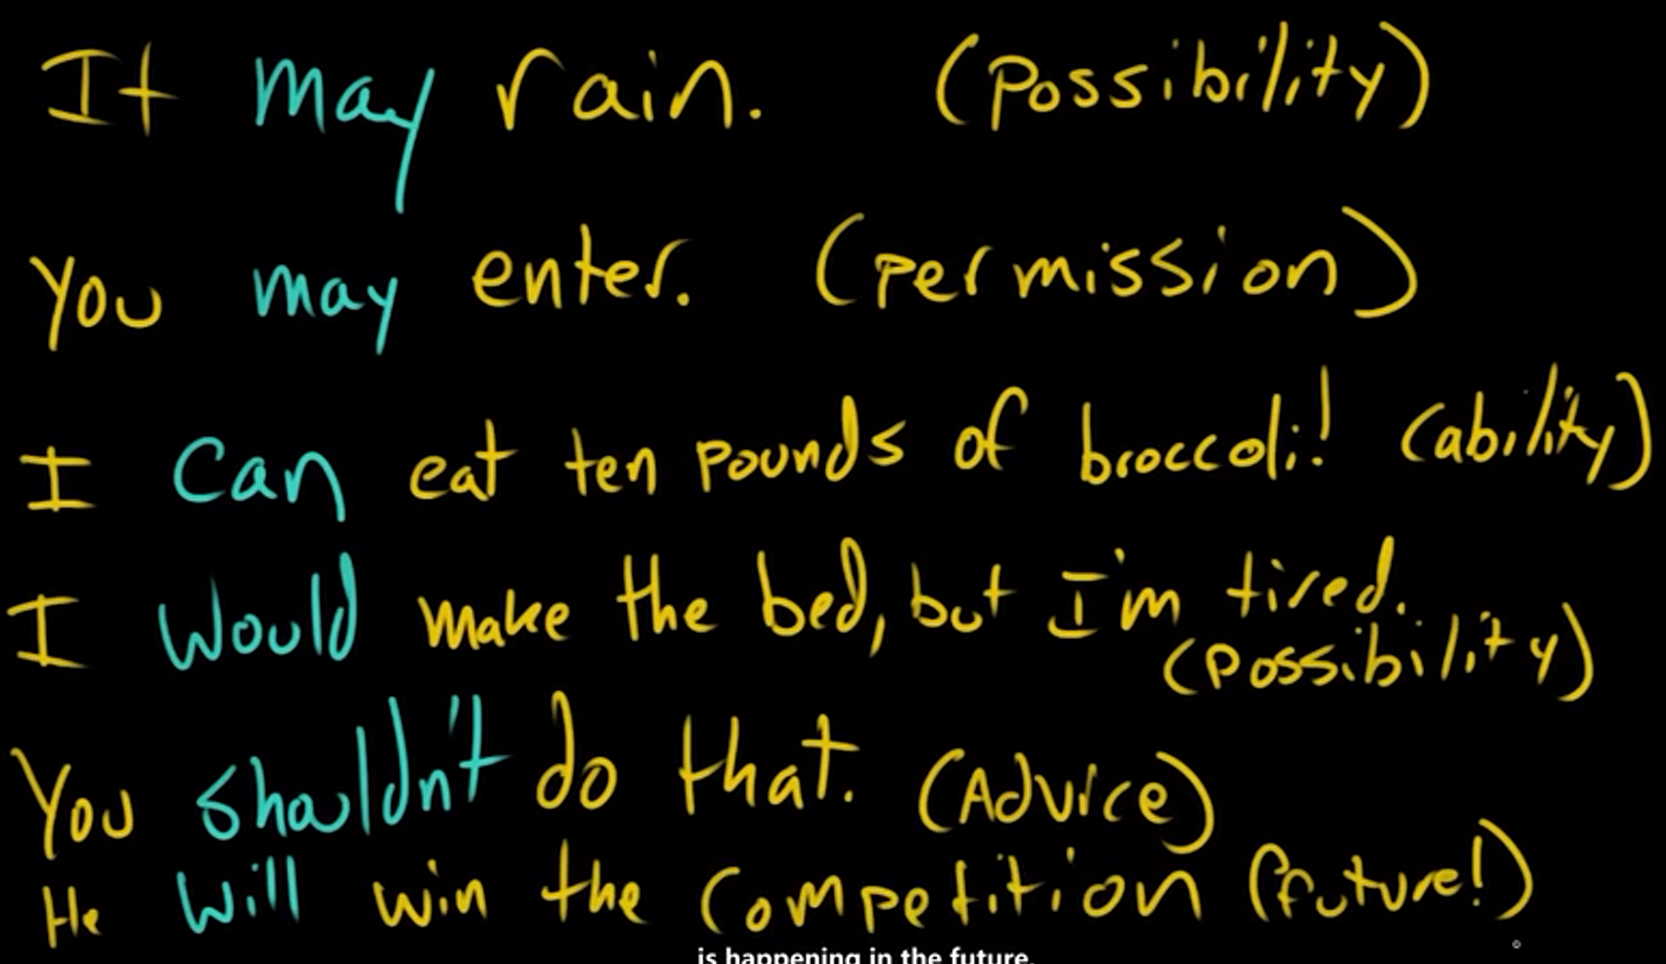 It may rain. (possibility)
You may enter. (permission)
I can eat ten pounds of broccoli! (ability)
I would make the bed, but I'm tired.
(possibility)
You shouldn't do that. (Advice)
He will win the competition (future!)
is happening in the future.